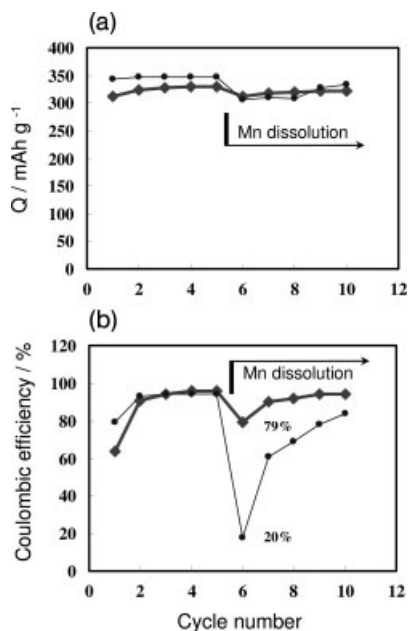 (a)
Q / mAh g⁻¹
400
350
300
250
200
150
100
50
0
Mn dissolution
0 2 4 6 8 10 12
(b)
Coulombic efficiency / %
120
100
80
60
40
20
0
Mn dissolution
79%
20%
0 2 4 6 8 10 12
Cycle number